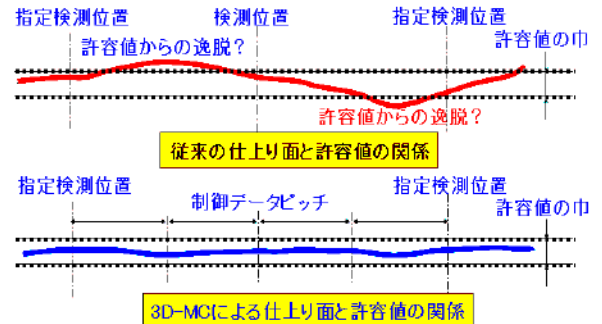 指定検測位置
検測位置
指定検測位置
許容値からの逸脱?
許容値の巾
許容値からの逸脱?
従来の仕上り面と許容値の関係
指定検測位置
制御データピッチ
指定検測位置
許容値の巾
3D-MCによる仕上り面と許容値の関係